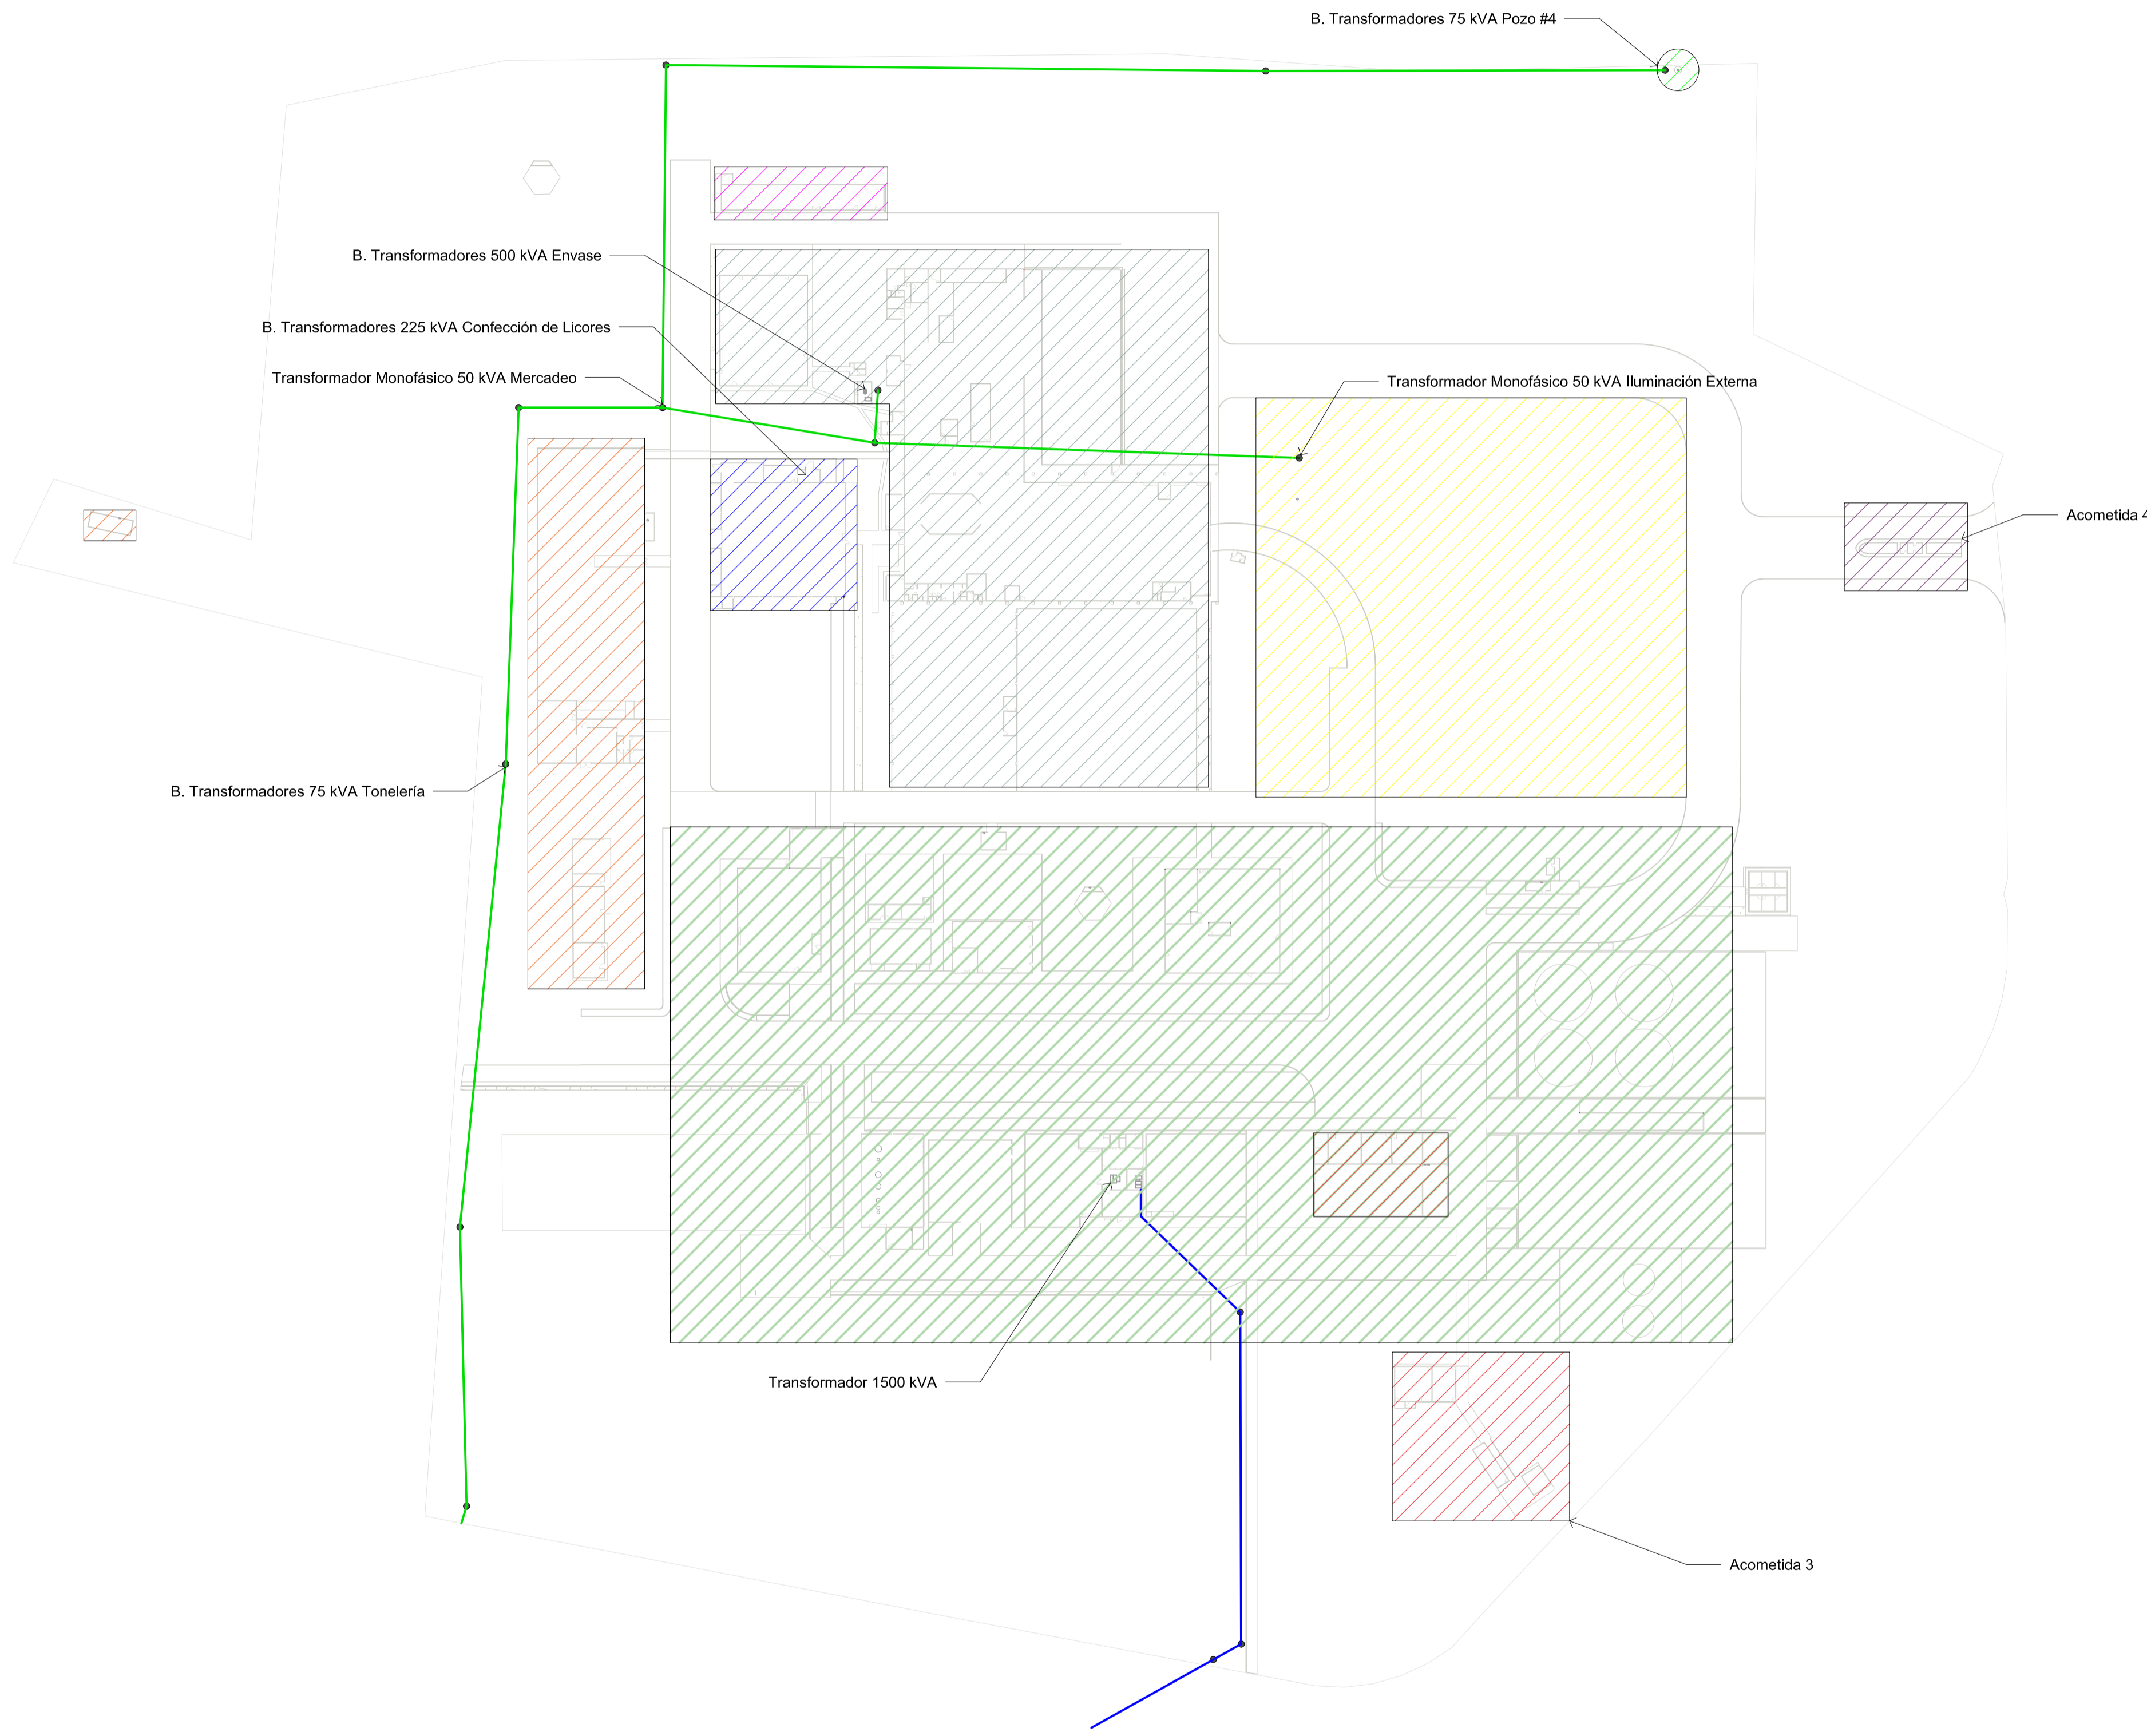 B. Transformadores 75 kVA Pozo #4
B. Transformadores 500 kVA Envase
B. Transformadores 225 kVA Confección de Licores
Transformador Monofásico 50 kVA Mercadeo
Transformador Monofásico 50 kVA Iluminación Externa
Acometida 4
B. Transformadores 75 kVA Tonelería
Transformador 1500 kVA
Acometida 3